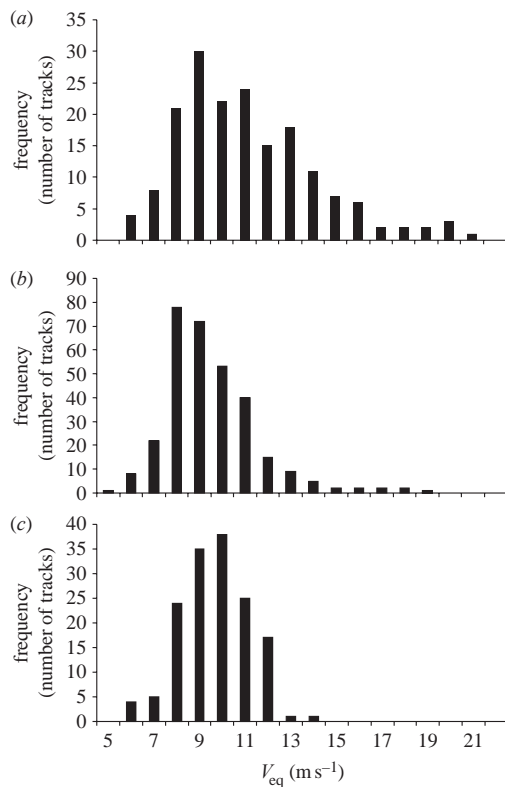 (a)
35
30
25
20
15
10
5
0
frequency
(number of tracks)
(b)
90
80
70
60
50
40
30
20
10
0
frequency
(number of tracks)
(c)
40
35
30
25
20
15
10
5
0
frequency
(number of tracks)
5 7 9 11 13 15 17 19 21
V_eq (m s⁻¹)